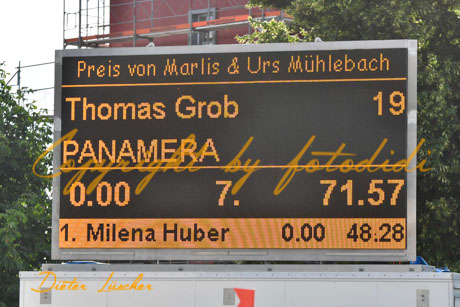 Preis von Marlis & Urs Mühlebach
Thomas Grob 19
PANAMERA
Copyright by fotodidi
0.00 7. 71.57
1. Milena Huber 0.00 48.28
Dieter Lüscher